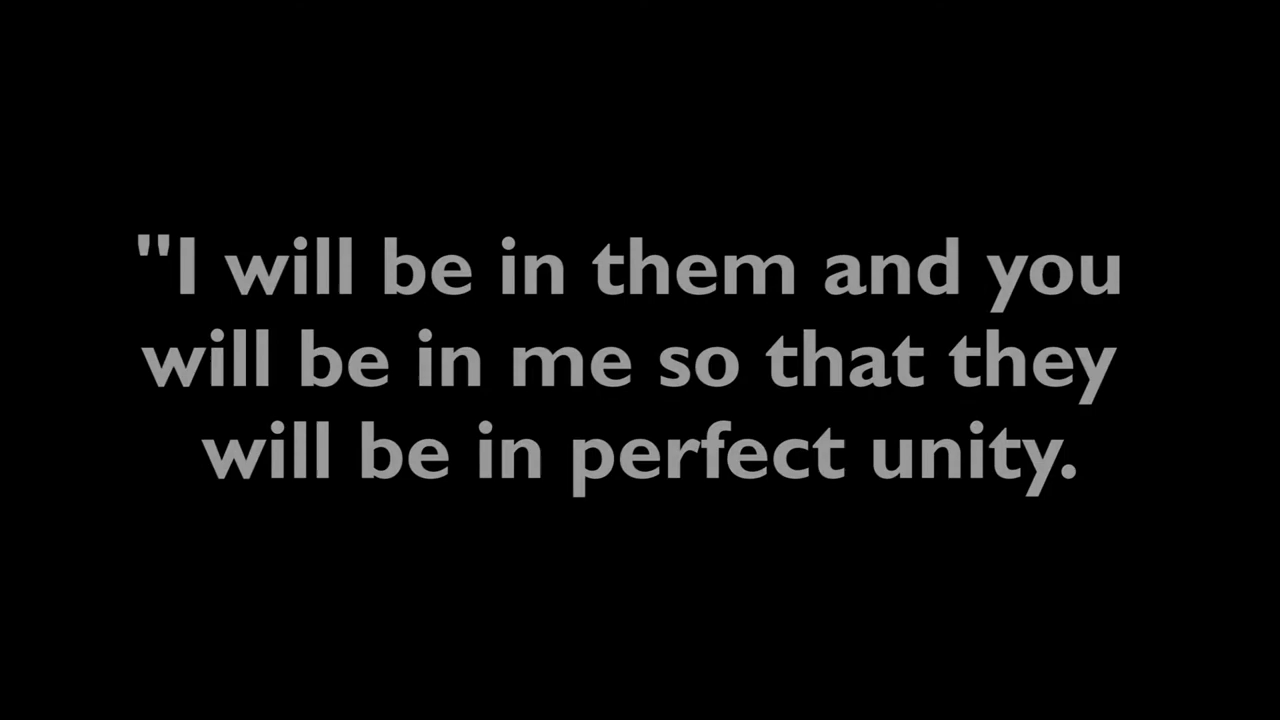 "I will be in them and you
will be in me so that they
will be in perfect unity.